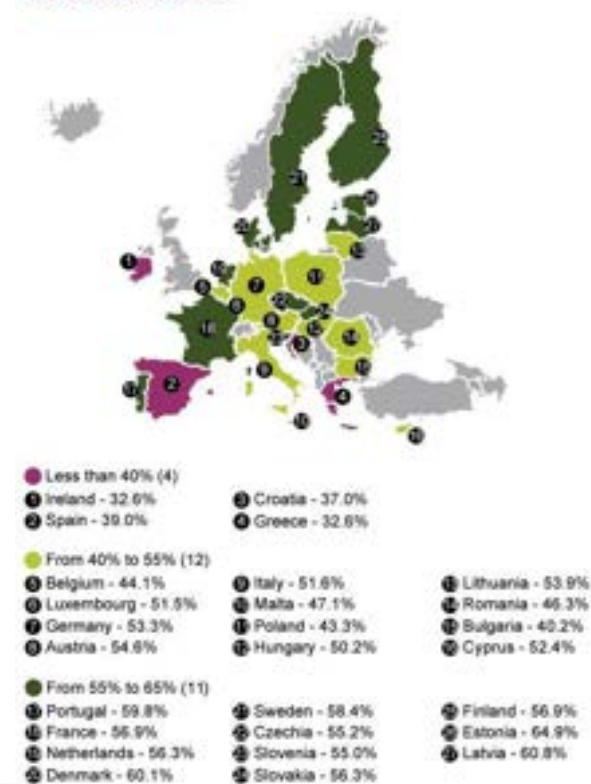 Less than 40% (4)
1 Ireland - 32.6%
2 Spain - 39.0%
3 Croatia - 37.0%
4 Greece - 32.6%
From 40% to 55% (12)
5 Belgium - 44.1%
6 Luxembourg - 51.5%
7 Germany - 53.3%
8 Austria - 54.6%
9 Italy - 51.6%
10 Malta - 47.1%
11 Poland - 43.3%
12 Hungary - 50.2%
13 Lithuania - 53.9%
14 Romania - 46.3%
15 Bulgaria - 40.2%
16 Cyprus - 52.4%
From 55% to 65% (11)
17 Portugal - 59.8%
18 France - 56.9%
19 Netherlands - 56.3%
20 Denmark - 60.1%
21 Sweden - 58.4%
22 Czechia - 55.2%
23 Slovenia - 55.0%
24 Slovakia - 56.3%
25 Finland - 56.9%
26 Estonia - 64.9%
27 Latvia - 60.8%